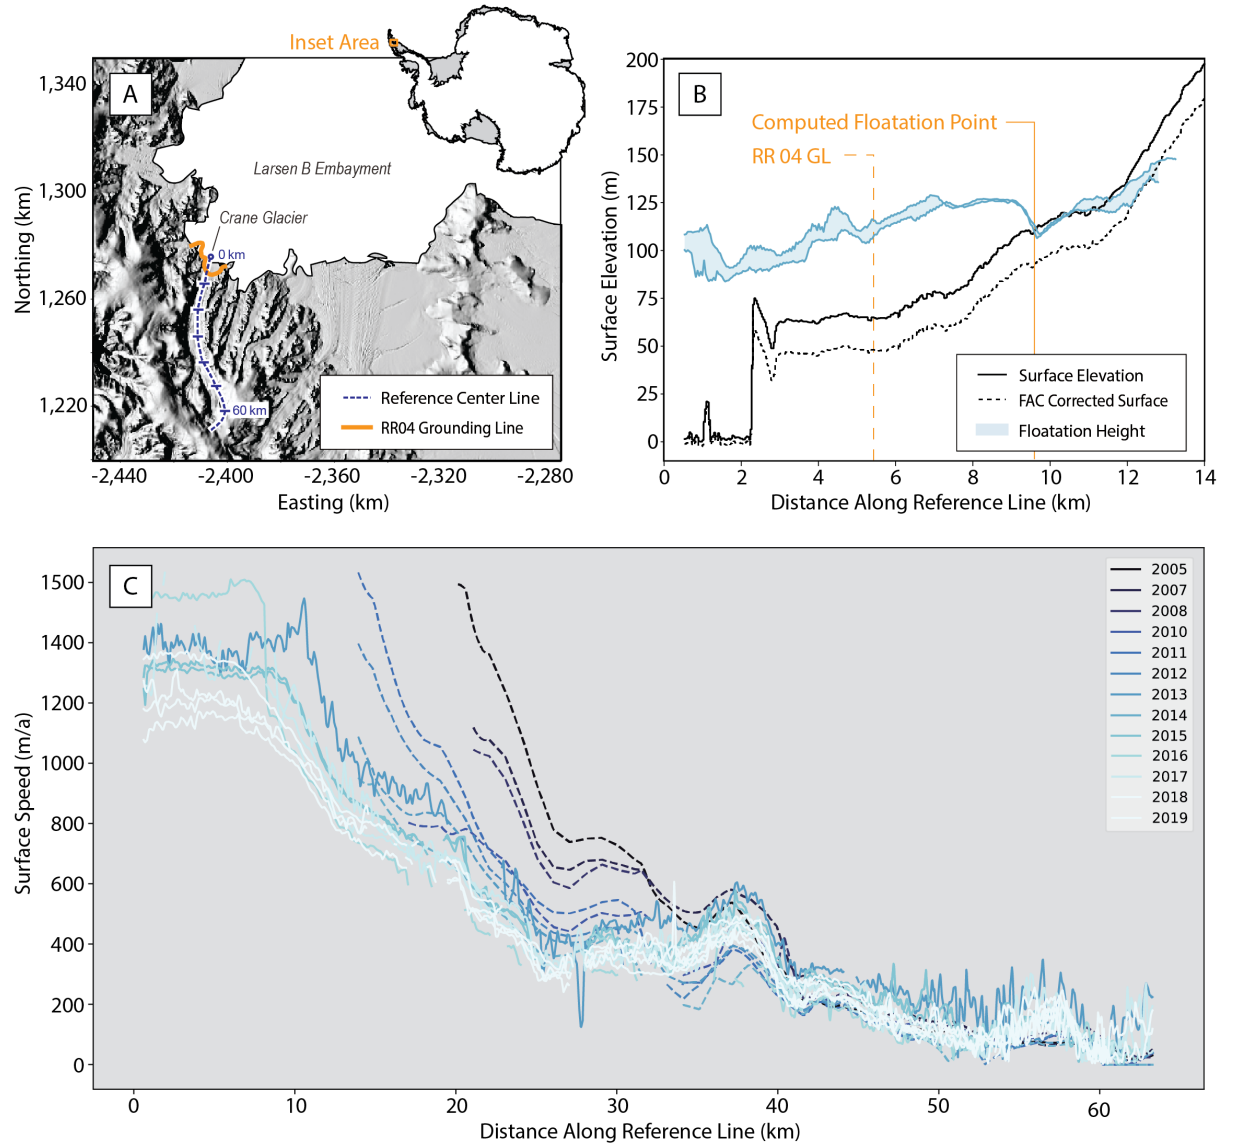 Inset Area
A
1,340
1,300
1,260
1,220
Northing (km)
Larsen B Embayment
Crane Glacier
0 km
60 km
Reference Center Line
RR04 Grounding Line
-2,440
-2,400
-2,360
-2,320
-2,280
Easting (km)
B
200
175
150
125
100
75
50
25
0
Surface Elevation (m)
Computed Floatation Point
RR 04 GL
Surface Elevation
FAC Corrected Surface
Floatation Height
0
2
4
6
8
10
12
14
Distance Along Reference Line (km)
C
1500
1400
1200
1000
800
600
400
200
0
Surface Speed (m/a)
2005
2007
2008
2010
2011
2012
2013
2014
2015
2016
2017
2018
2019
0
10
20
30
40
50
60
Distance Along Reference Line (km)